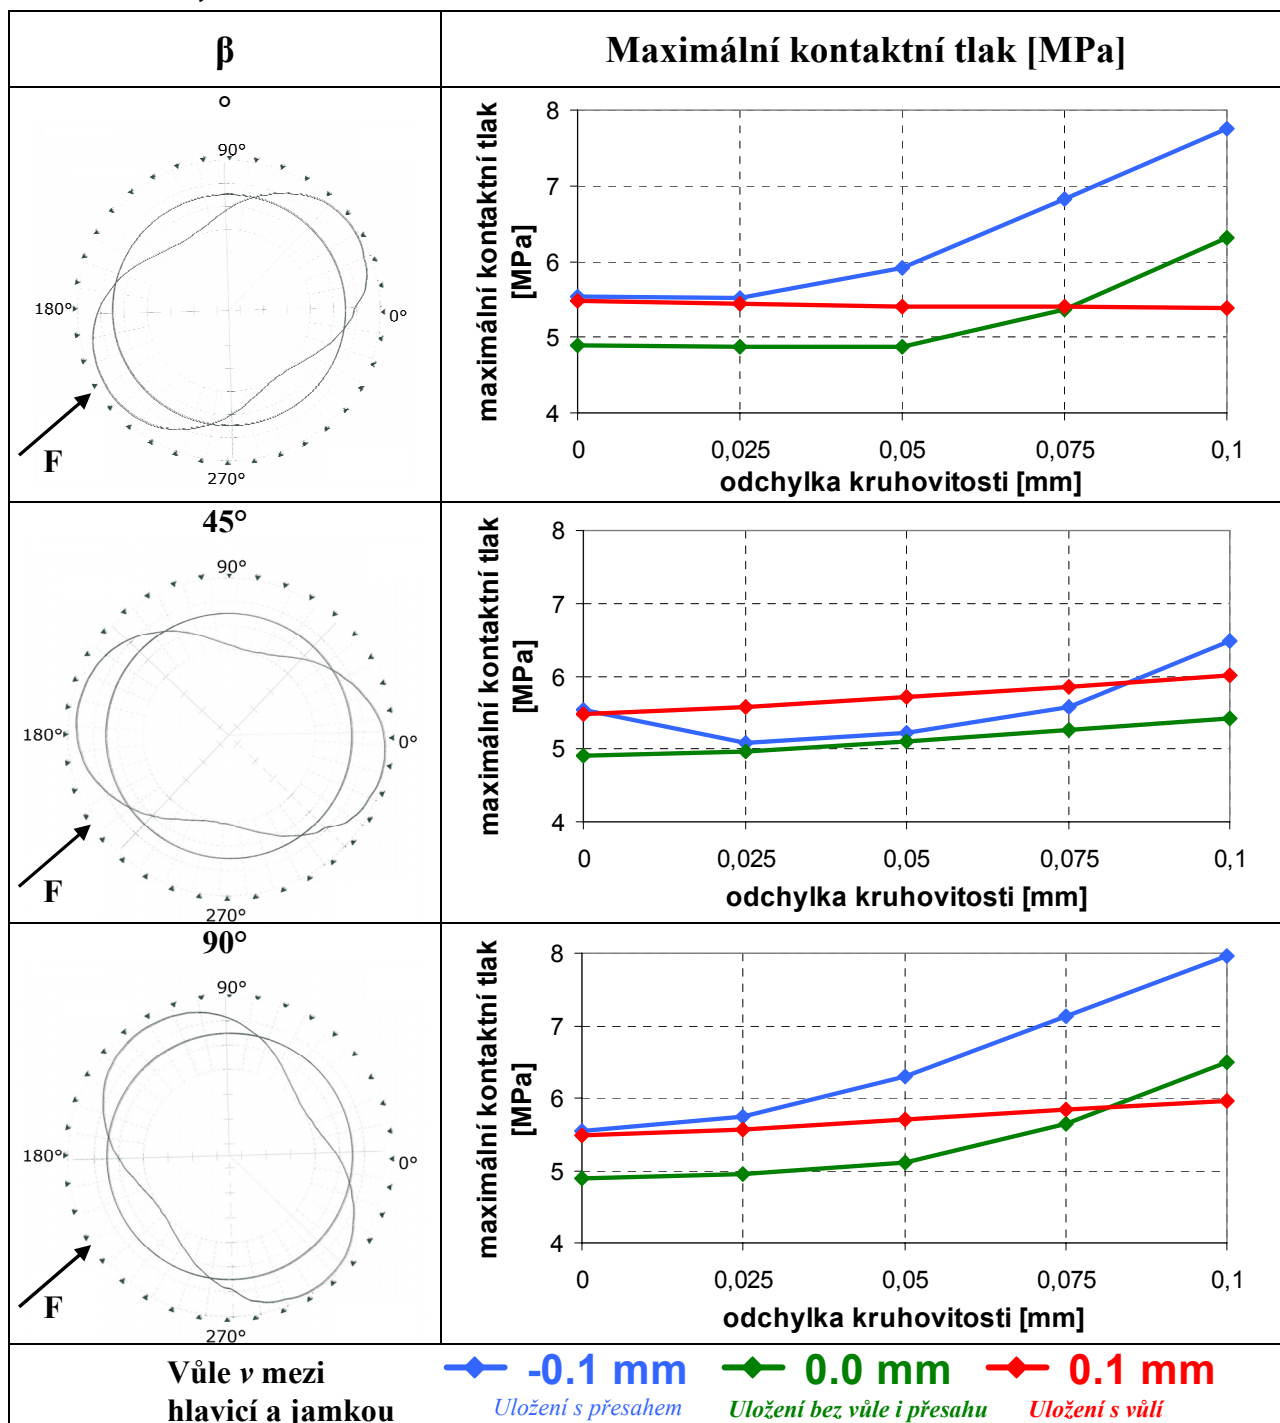 β
Maximální kontaktní tlak [MPa]
°
90°
180°
0°
270°
F
maximální kontaktní tlak
[MPa]
8
7
6
5
4
0
0,025
0,05
0,075
0,1
odchylka kruhovitosti [mm]
45°
90°
180°
0°
270°
F
maximální kontaktní tlak
[MPa]
8
7
6
5
4
0
0,025
0,05
0,075
0,1
odchylka kruhovitosti [mm]
90°
90°
180°
0°
270°
F
maximální kontaktní tlak
[MPa]
8
7
6
5
4
0
0,025
0,05
0,075
0,1
odchylka kruhovitosti [mm]
Vůle v mezi
hlavicí a jamkou
-0.1 mm
Uložení s přesahem
0.0 mm
Uložení bez vůle i přesahu
0.1 mm
Uložení s vůlí